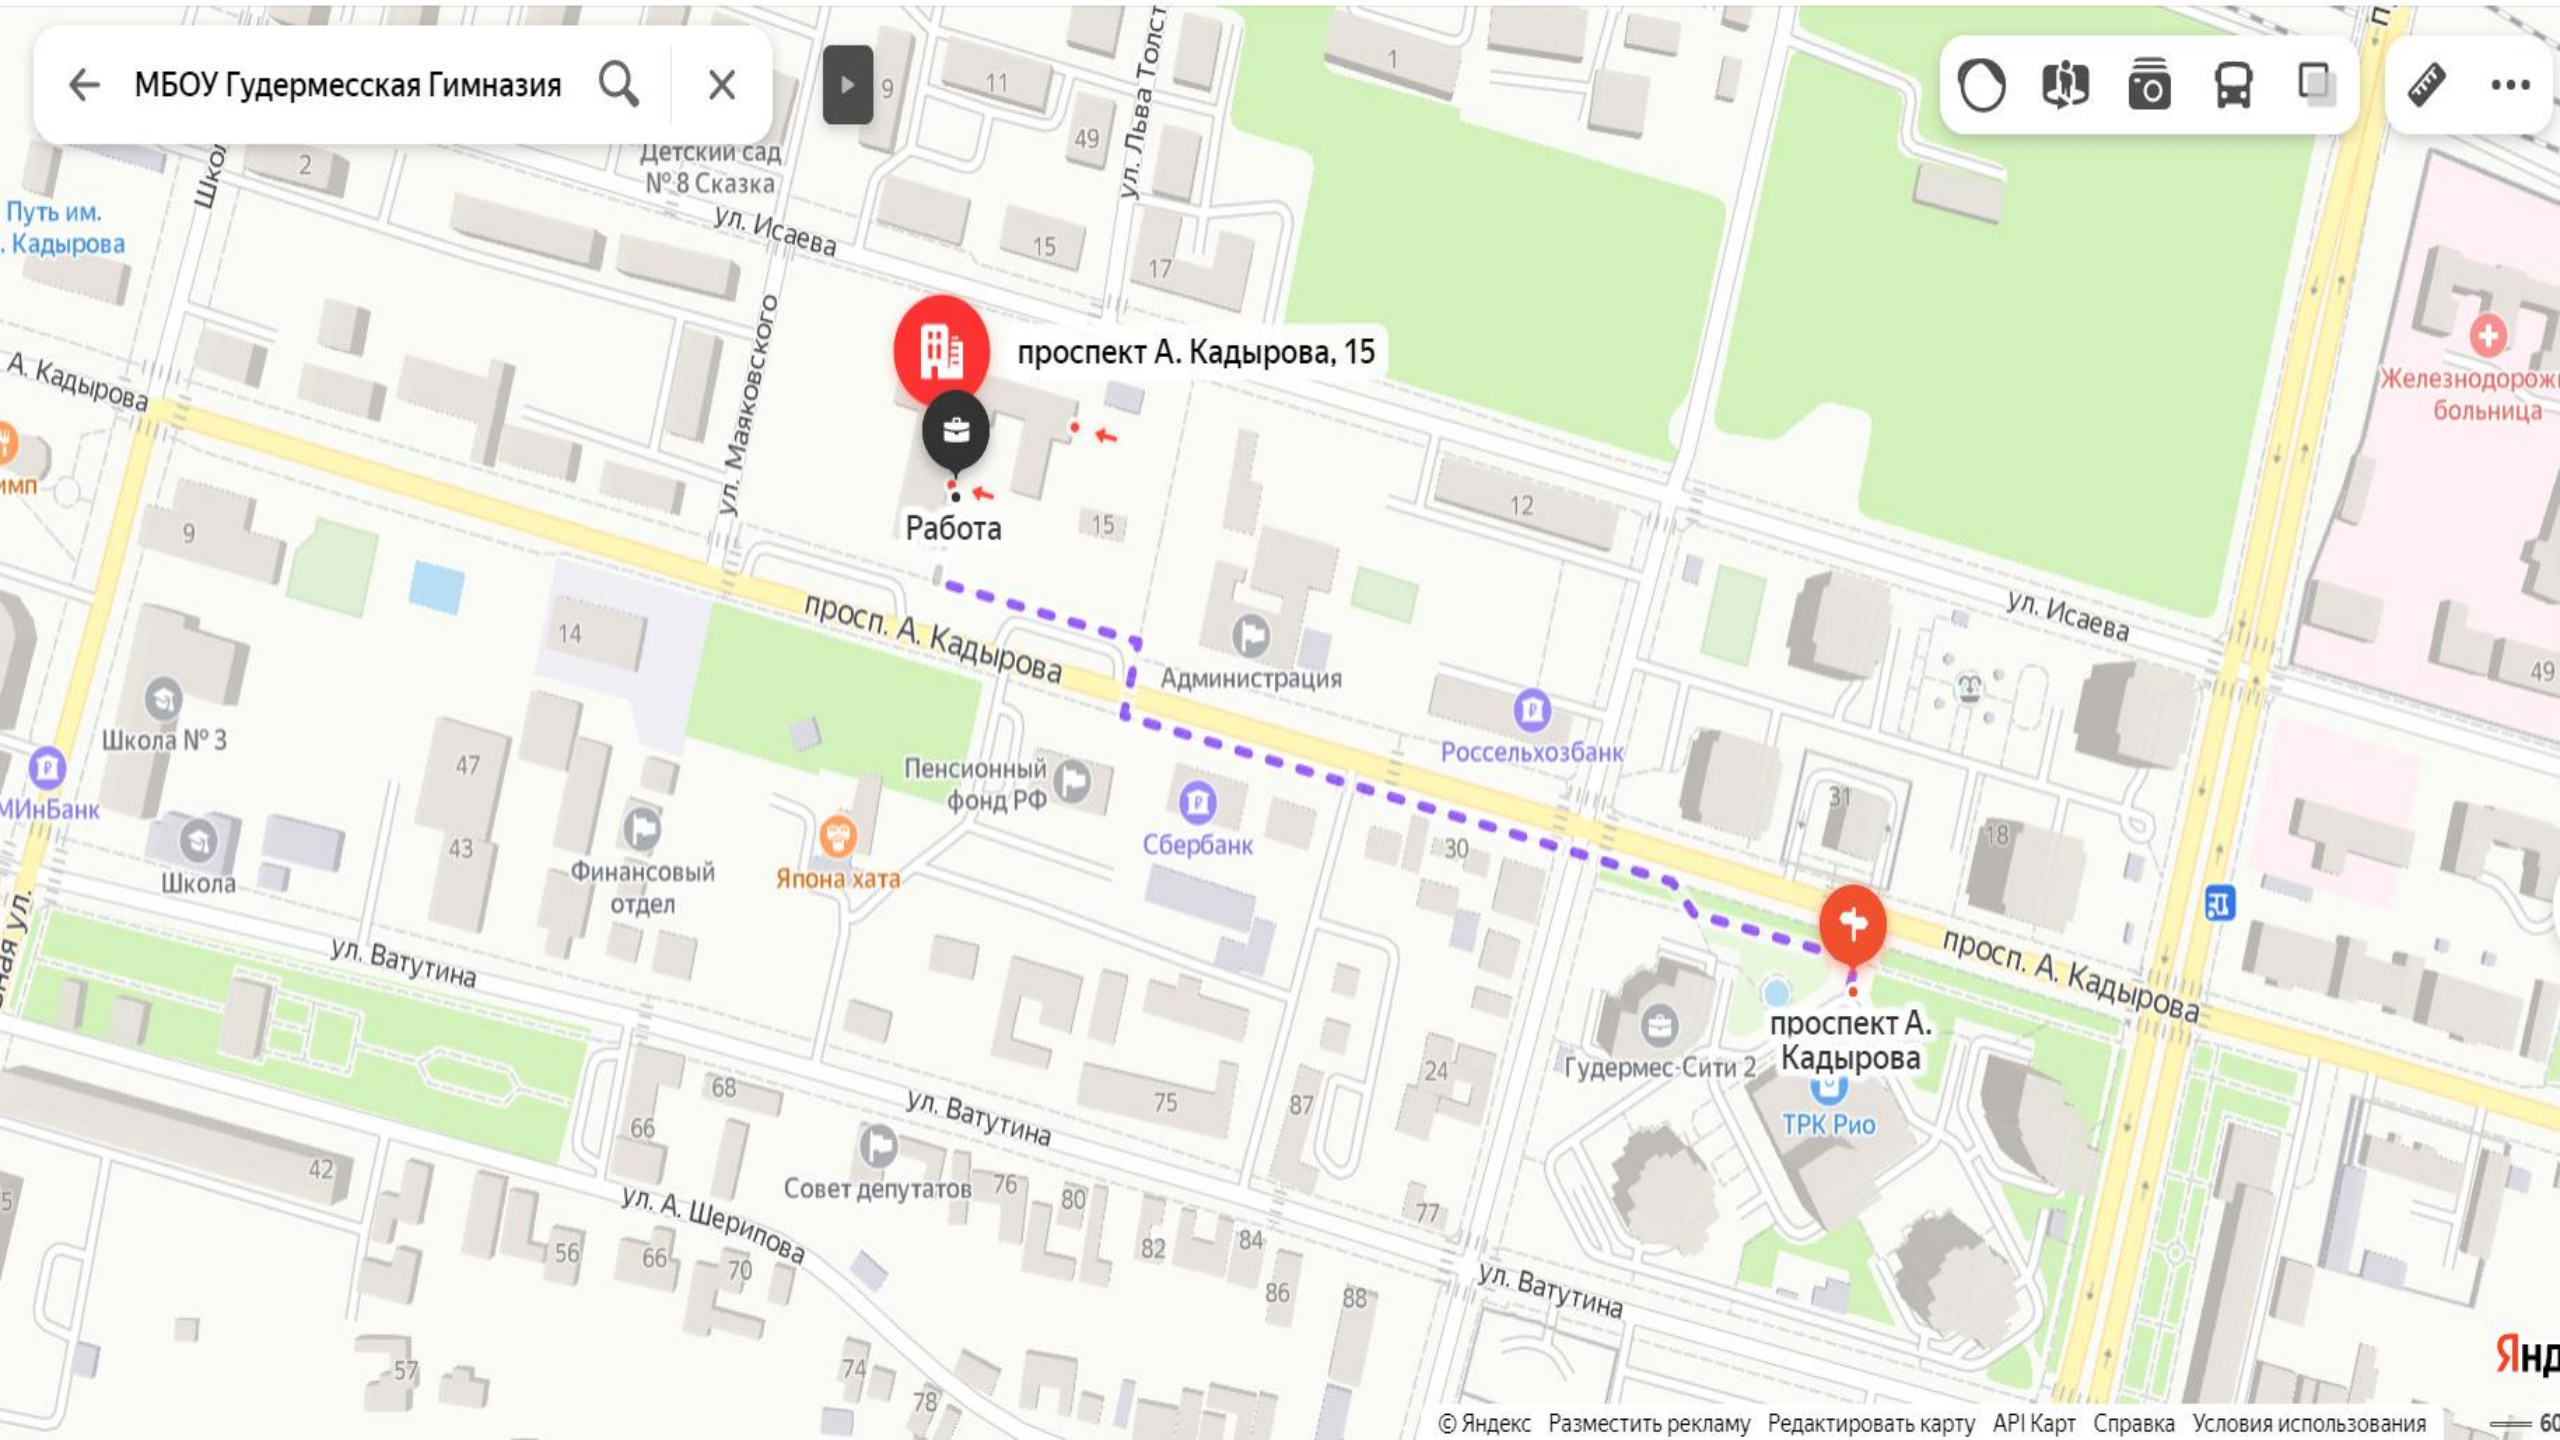 МБОУ Гудермесская Гимназия
9
11
49
ул. Льва Толст
1
2
Детский сад
№ 8 Сказка
Путь им.
. Кадырова
ул. Исаева
15
17
проспект А. Кадырова, 15
А. Кадырова
ул. Маяковского
Железнодорож
больница
имп
Работа
15
12
9
14
просп. А. Кадырова
ул. Исаева
Администрация
49
Школа № 3
47
Россельхозбанк
МИнБанк
Пенсионный
фонд РФ
31
18
43
Сбербанк
30
Школа
Финансовый
отдел
Япона хата
просп. А. Кадырова
ул. Ватутина
проспект А.
Кадырова
Гудермес-Сити 2
24
ТРК Рио
68
66
ул. Ватутина
75
87
42
Совет депутатов
76
80
77
5
ул. А. Шерипова
56
66
70
82
84
86
88
ул. Ватутина
57
74
78
Янд
© Яндекс Разместить рекламу Редактировать карту API Карт Справка Условия использования
60